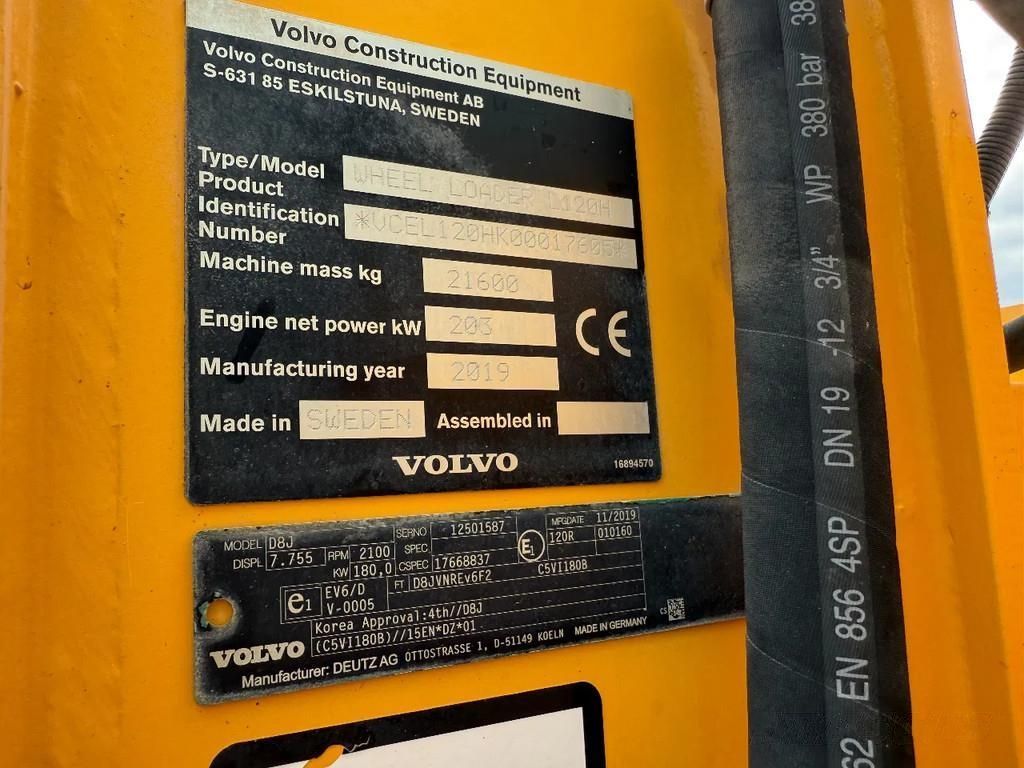 Volvo Construction Equipment
Volvo Construction Equipment AB
S-631 85 ESKILSTUNA, SWEDEN
Type/Model WHEEL LOADER L120H
Product
Identification
Number *VCEL120HK00017605*
Machine mass kg 21600
Engine net power kW 203
CE
Manufacturing year 2019
Made in SWEDEN Assembled in
VOLVO
16894570
MODEL D8J SERNO 12501587 MFGDATE 11/2019
DISPL 7.755 RPM 2100 SPEC E1 120R 010160
KW 180,0 CSPEC 17668837 C5VI180B
e1 EV6/D FT D8JVNREv6F2
V-0005
Korea Approval:4th//D8J
(C5VI180B)//15EN*DZ*01
CS
VOLVO
Manufacturer: DEUTZ AG OTTOSTRASSE 1, D-51149 KOELN MADE IN GERMANY
62 EN 856 4SP DN 19 -12 3/4" WP 380 bar 38